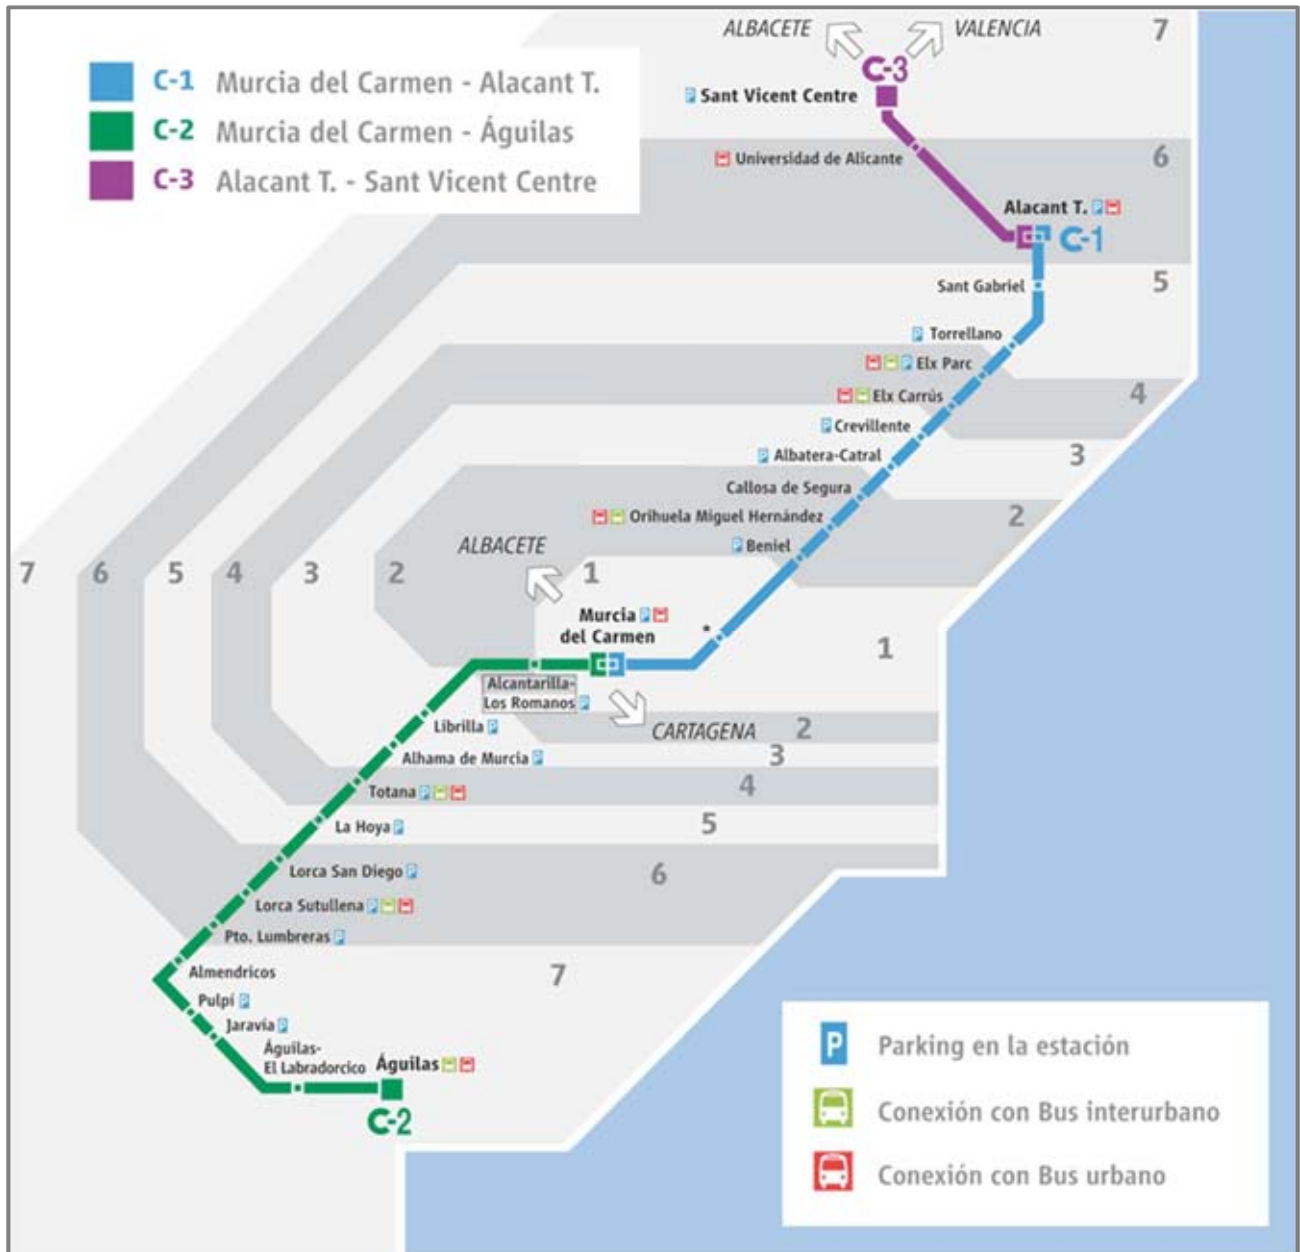 C-1 Murcia del Carmen - Alacant T.
C-2 Murcia del Carmen - Águilas
C-3 Alacant T. - Sant Vicent Centre
ALBACETE
VALENCIA
7
C-3
P Sant Vicent Centre
Universidad de Alicante
6
Alacant T. P
C-1
Sant Gabriel
5
P Torrellano
P Elx Parc
4
Elx Carrús
P Crevillente
3
P Albatera-Catral
Callosa de Segura
2
Orihuela Miguel Hernández
P Beniel
ALBACETE
7
6
5
4
3
2
1
Murcia P
del Carmen
*
1
Alcantarilla-
Los Romanos P
CARTAGENA
2
Librilla P
3
Alhama de Murcia P
4
Totana P
5
La Hoya P
6
Lorca San Diego P
Lorca Sutullena P
Pto. Lumbreras P
7
Almendricos
Pulpí P
Jaravía P
Águilas-
El Labradorcico
Águilas
C-2
P Parking en la estación
Conexión con Bus interurbano
Conexión con Bus urbano